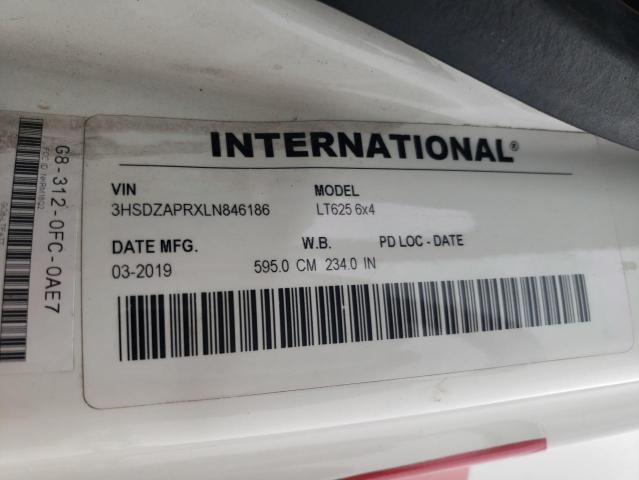 INTERNATIONAL®
VIN MODEL
3HSDZAPRXLN846186 LT625 6x4
DATE MFG. W.B. PD LOC - DATE
03-2019 595.0 CM 234.0 IN
G8-312-0FC-0AE7